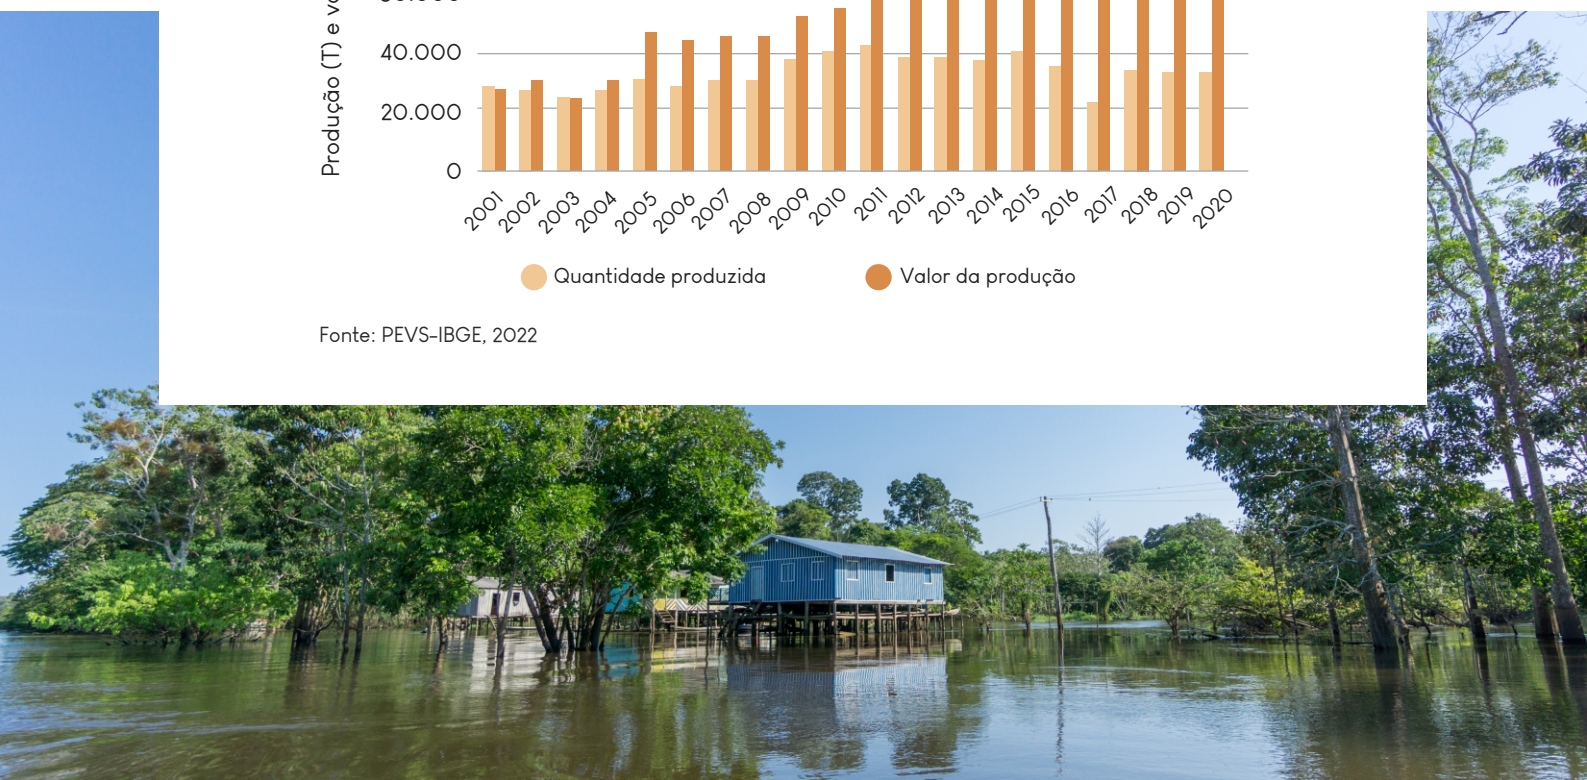 Produção (T) e
40.000
20.000
0
2001 2002 2003 2004 2005 2006 2007 2008 2009 2010 2011 2012 2013 2014 2015 2016 2017 2018 2019 2020
Quantidade produzida Valor da produção
Fonte: PEVS-IBGE, 2022